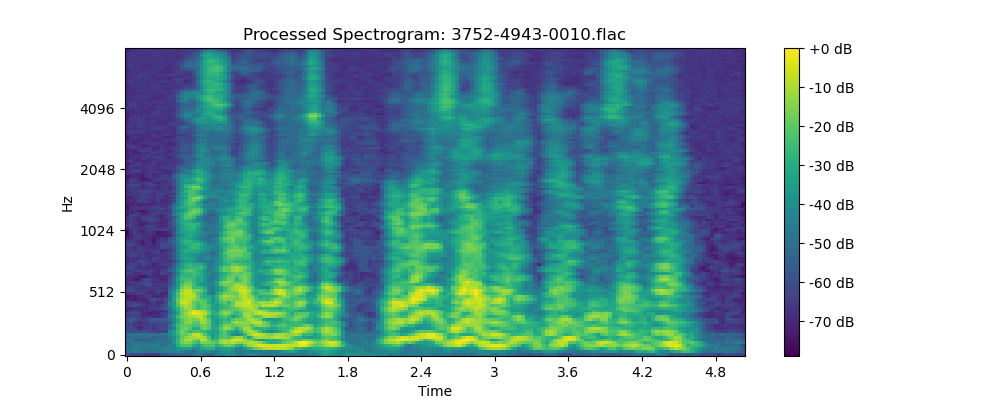 Processed Spectrogram: 3752-4943-0010.flac
Hz
4096
2048
1024
512
0
0 0.6 1.2 1.8 2.4 3 3.6 4.2 4.8
Time
+0 dB
-10 dB
-20 dB
-30 dB
-40 dB
-50 dB
-60 dB
-70 dB